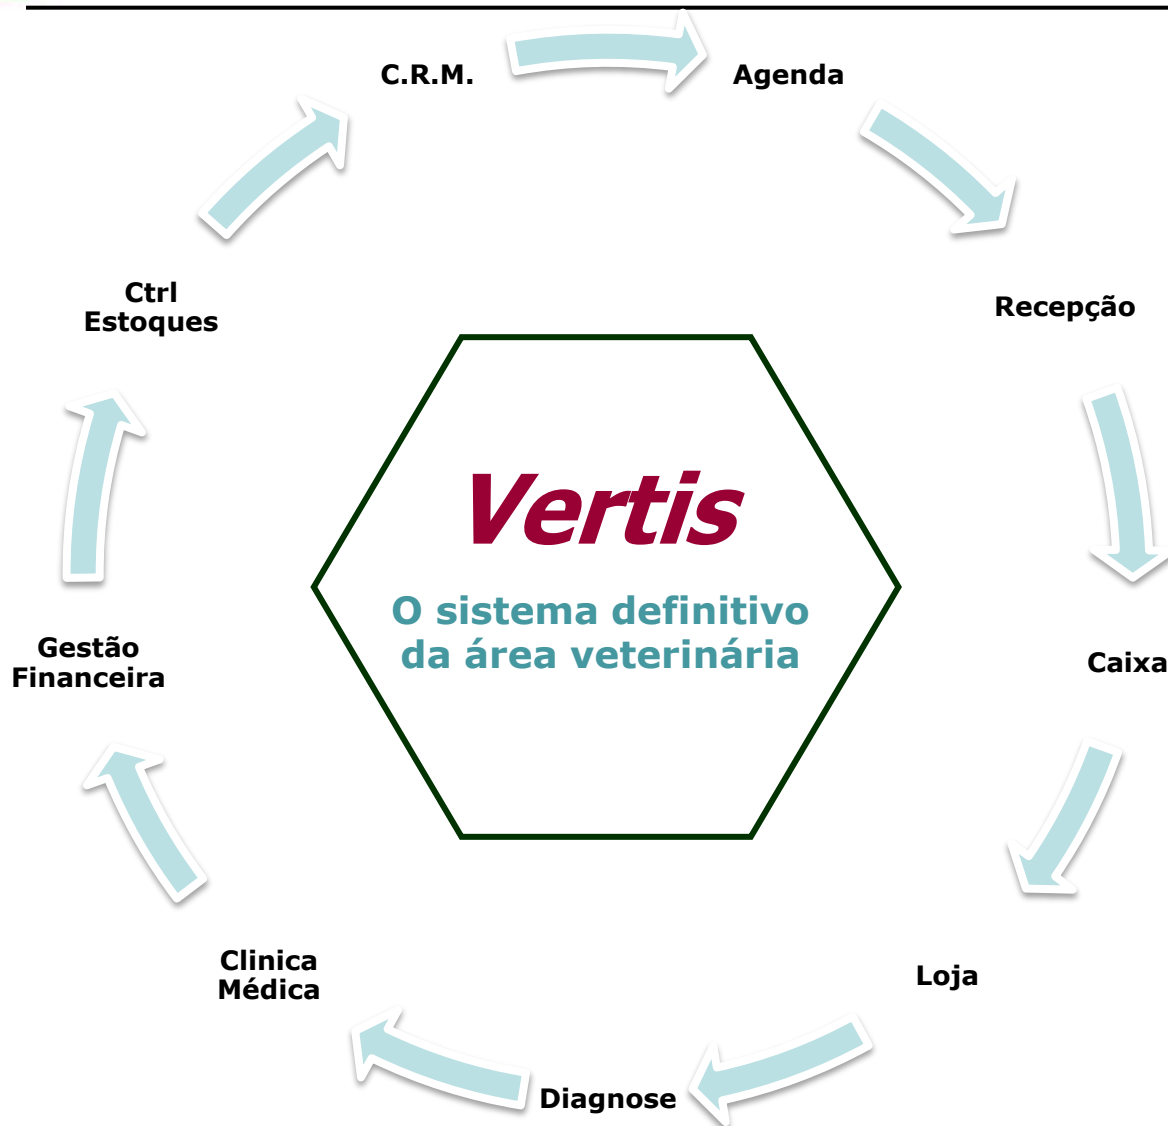 C.R.M.
Agenda
Recepção
Caixa
Loja
Diagnose
Clinica
Médica
Gestão
Financeira
Ctrl
Estoques
Vertis
O sistema definitivo
da área veterinária